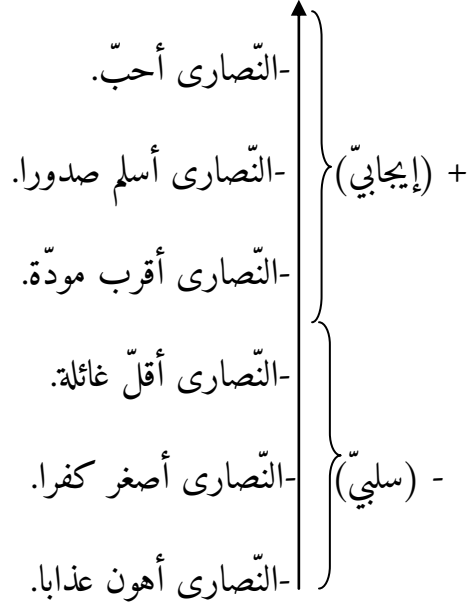 -النّصارى أحبّ.
-النّصارى أسلم صدورا.
+ (إيجابيّ)
-النّصارى أقرب مودّة.
-النّصارى أقلّ غائلة.
-النّصارى أصغر كفرا.
- (سلبيّ)
-النّصارى أهون عذابا.